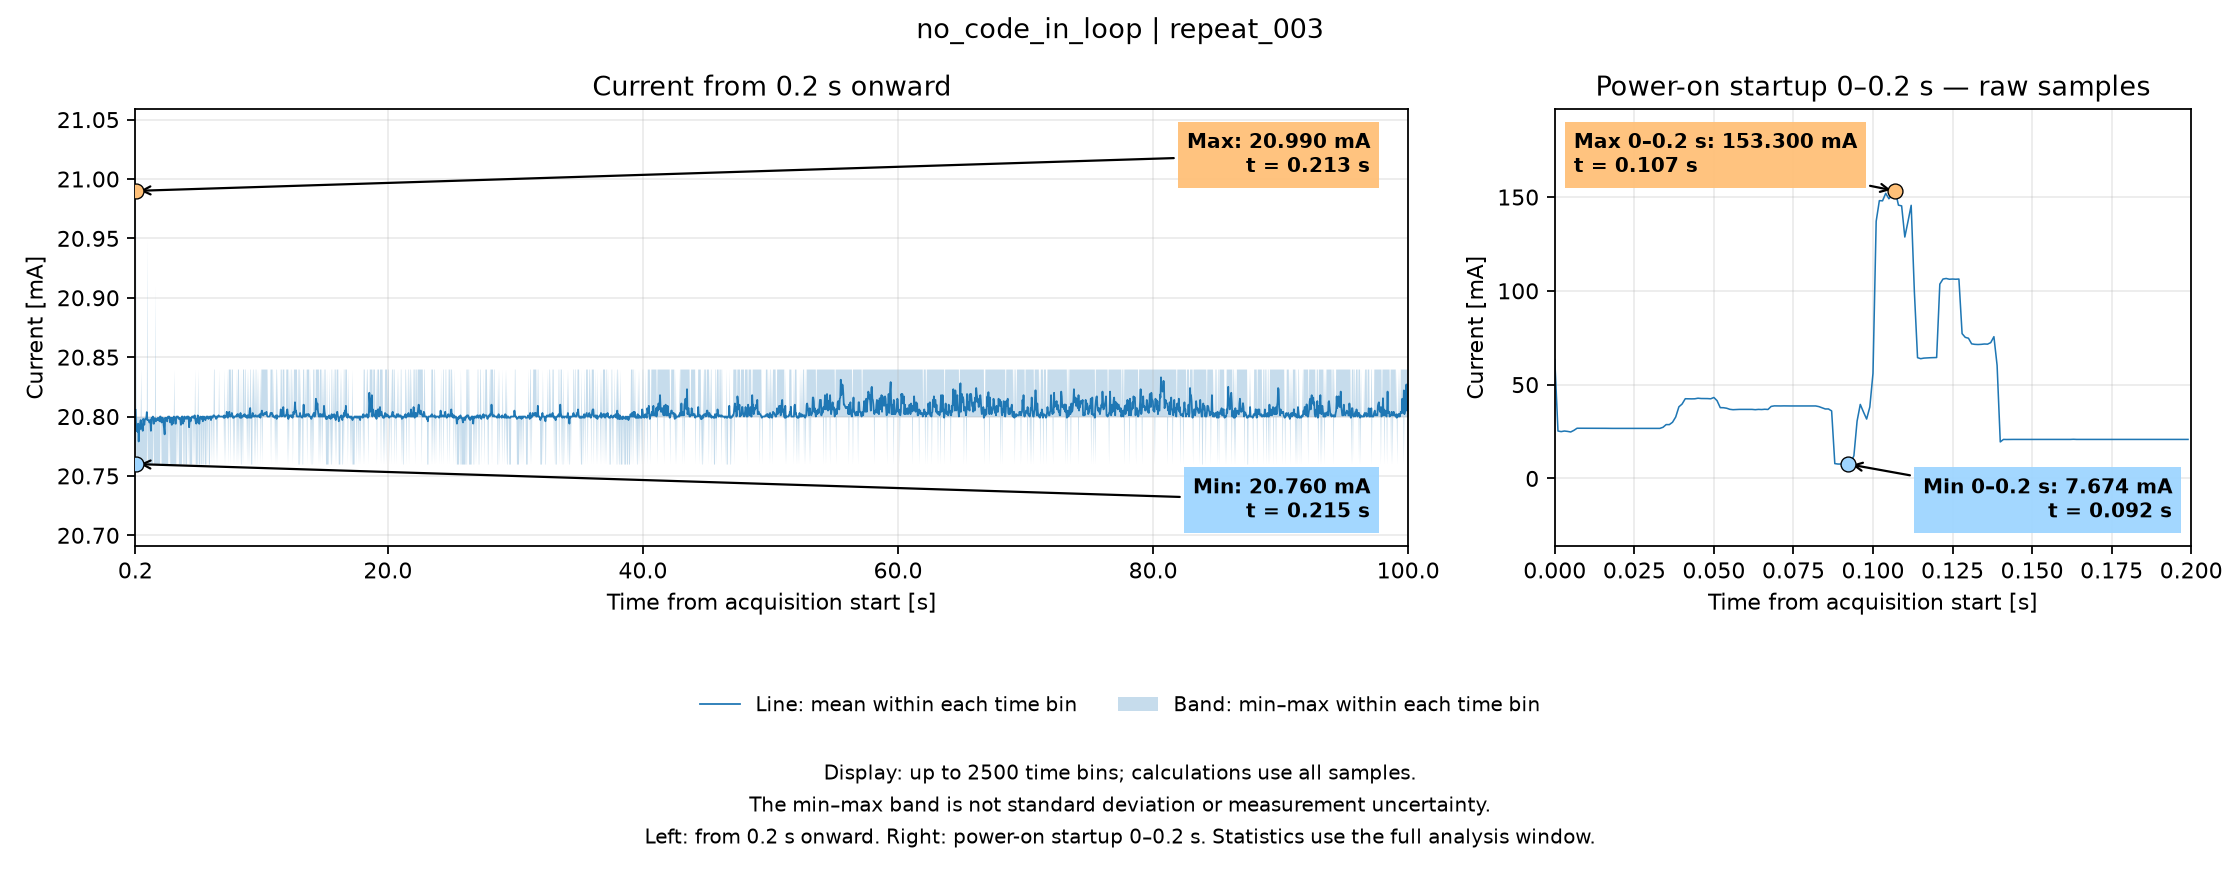 no_code_in_loop | repeat_003
Current from 0.2 s onward
21.05
21.00
20.95
20.90
20.85
20.80
20.75
20.70
Current [mA]
Max: 20.990 mA
t = 0.213 s
Min: 20.760 mA
t = 0.215 s
0.2
20.0
40.0
60.0
80.0
100.0
Time from acquisition start [s]
Power-on startup 0–0.2 s — raw samples
150
100
50
0
Current [mA]
Max 0–0.2 s: 153.300 mA
t = 0.107 s
Min 0–0.2 s: 7.674 mA
t = 0.092 s
0.000
0.025
0.050
0.075
0.100
0.125
0.150
0.175
0.200
Time from acquisition start [s]
Line: mean within each time bin
Band: min–max within each time bin
Display: up to 2500 time bins; calculations use all samples.
The min–max band is not standard deviation or measurement uncertainty.
Left: from 0.2 s onward. Right: power-on startup 0–0.2 s. Statistics use the full analysis window.